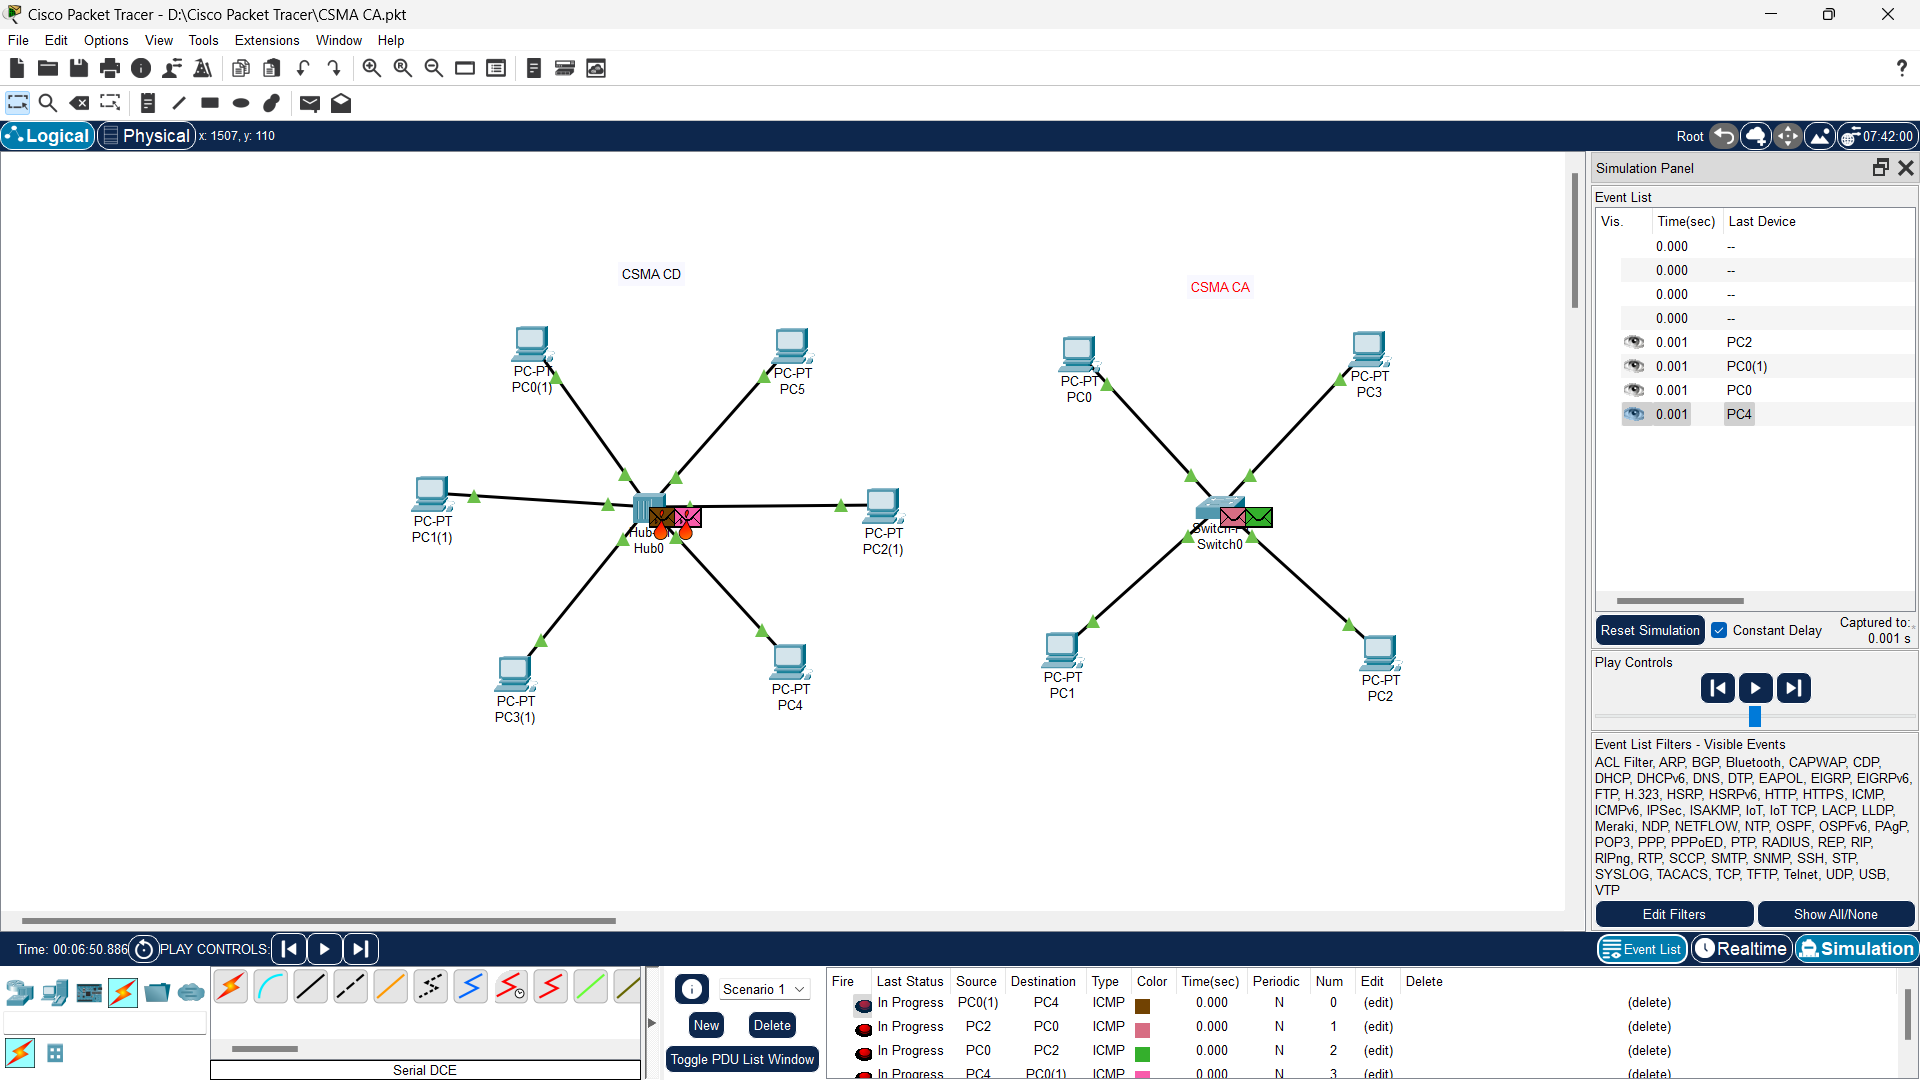 Cisco Packet Tracer - D:\Cisco Packet Tracer\CSMA CA.pkt
File Edit Options View Tools Extensions Window Help
Logical Physical x: 1507, y: 110 Root 07:42:00
Simulation Panel
Event List
Vis. Time(sec) Last Device
0.000 --
0.000 --
0.000 --
0.000 --
0.001 PC2
0.001 PC0(1)
0.001 PC0
0.001 PC4
Reset Simulation Constant Delay Captured to:
0.001 s
Play Controls
Event List Filters - Visible Events
ACL Filter, ARP, BGP, Bluetooth, CAPWAP, CDP,
DHCP, DHCPv6, DNS, DTP, EAPOL, EIGRP, EIGRPv6,
FTP, H.323, HSRP, HSRPv6, HTTP, HTTPS, ICMP,
ICMPv6, IPSec, ISAKMP, IoT, IoT TCP, LACP, LLDP,
Meraki, NDP, NETFLOW, NTP, OSPF, OSPFv6, PAgP,
POP3, PPP, PPPoED, PTP, RADIUS, REP, RIP,
RIPng, RTP, SCCP, SMTP, SNMP, SSH, STP,
SYSLOG, TACACS, TCP, TFTP, Telnet, UDP, USB,
VTP
Edit Filters Show All/None
CSMA CD
PC-PT
PC0(1)
PC-PT
PC5
PC-PT
PC1(1)
Hub0
PC-PT
PC2(1)
PC-PT
PC3(1)
PC-PT
PC4
CSMA CA
PC-PT
PC0
PC-PT
PC3
Switch0
PC-PT
PC1
PC-PT
PC2
Time: 00:06:50.886 PLAY CONTROLS:
Event List Realtime Simulation
Serial DCE
Scenario 1
New Delete
Toggle PDU List Window
Fire Last Status Source Destination Type Color Time(sec) Periodic Num Edit Delete
In Progress PC0(1) PC4 ICMP 0.000 N 0 (edit) (delete)
In Progress PC2 PC0 ICMP 0.000 N 1 (edit) (delete)
In Progress PC0 PC2 ICMP 0.000 N 2 (edit) (delete)
In Progress PC4 PC0(1) ICMP 0.000 N 3 (edit) (delete)